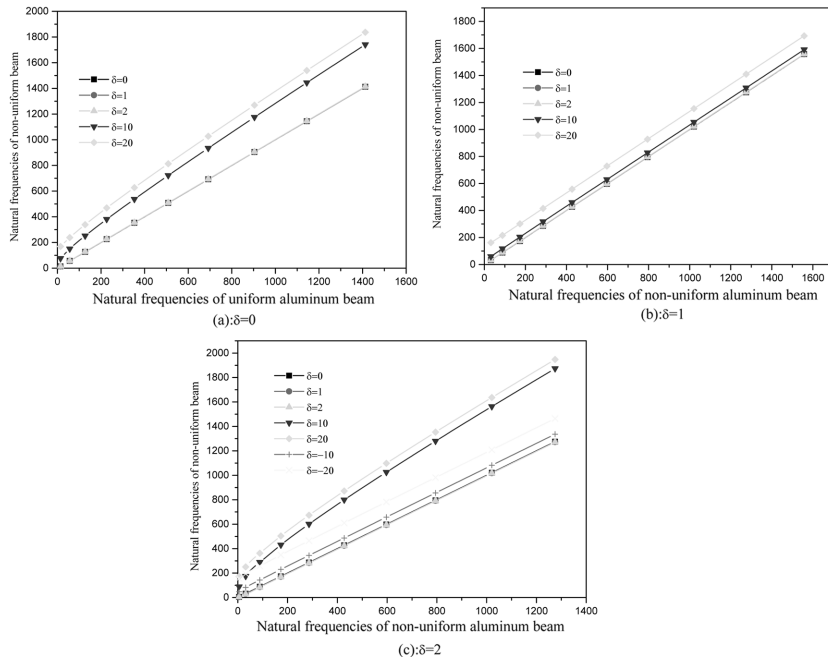 2000
1800
1600
1400
1200
1000
800
600
400
200
0
Natural frequencies of non-uniform beam
δ=0
δ=1
δ=2
δ=10
δ=20
0 200 400 600 800 1000 1200 1400 1600
Natural frequencies of uniform aluminum beam
(a):δ=0
1800
1600
1400
1200
1000
800
600
400
200
0
Natural frequencies of non-uniform beam
δ=0
δ=1
δ=2
δ=10
δ=20
0 200 400 600 800 1000 1200 1400 1600
Natural frequencies of non-uniform aluminum beam
(b):δ=1
2000
1800
1600
1400
1200
1000
800
600
400
200
0
Natural frequencies of non-uniform beam
δ=0
δ=1
δ=2
δ=10
δ=20
δ=−10
δ=−20
0 200 400 600 800 1000 1200 1400
Natural frequencies of non-uniform aluminum beam
(c):δ=2